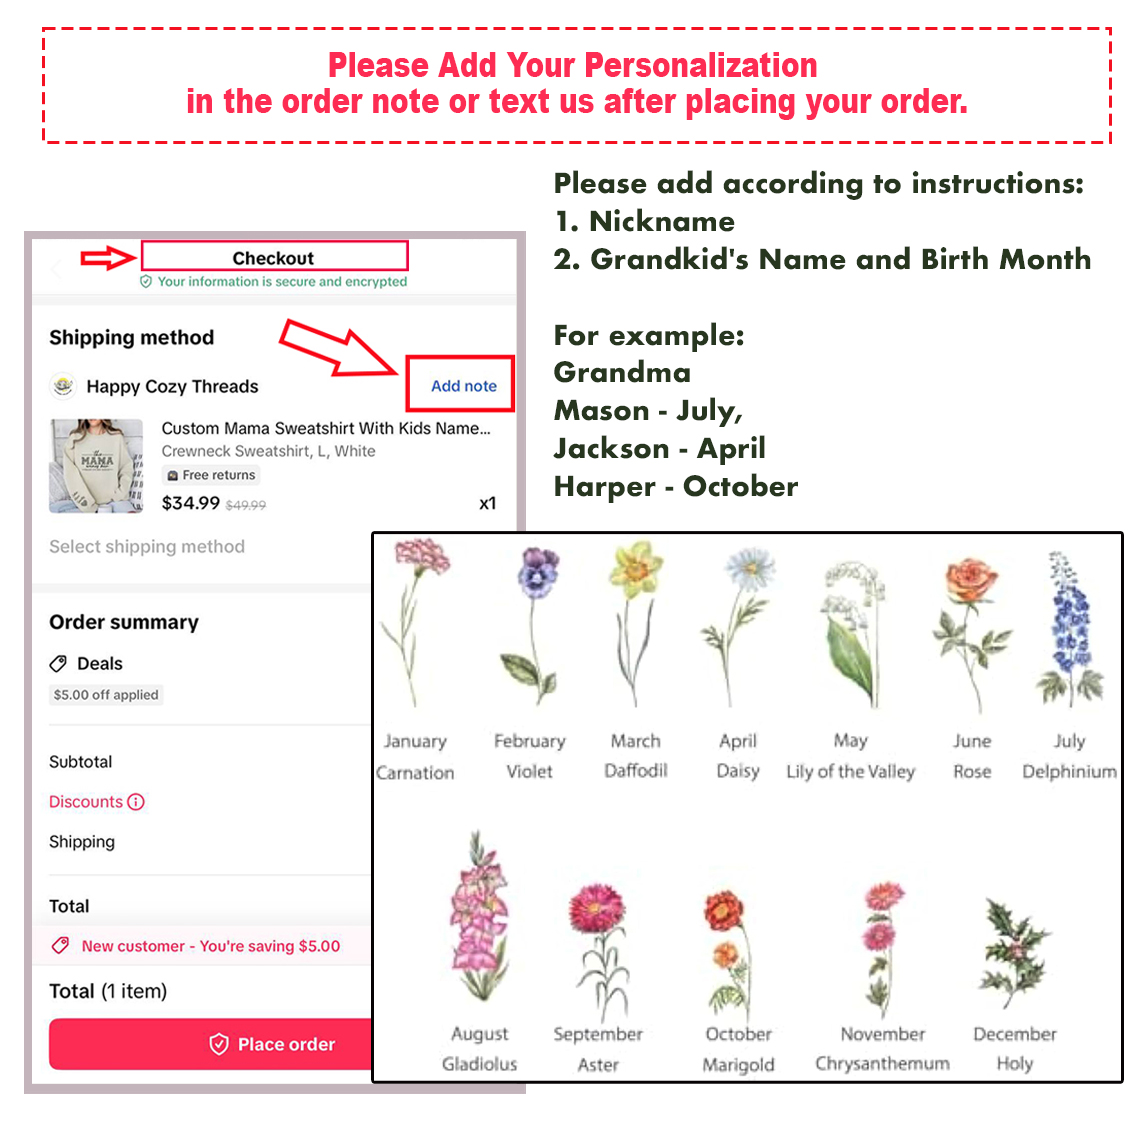 Please Add Your Personalization
in the order note or text us after placing your order.
Please add according to instructions:
1. Nickname
2. Grandkid's Name and Birth Month
For example:
Grandma
Mason - July,
Jackson - April
Harper - October
Checkout
Your information is secure and encrypted
Shipping method
Happy Cozy Threads
Add note
Custom Mama Sweatshirt With Kids Name...
Crewneck Sweatshirt, L, White
Free returns
$34.99 $49.99
x1
MAMA
Select shipping method
Order summary
Deals
$5.00 off applied
Subtotal
Discounts
Shipping
Total
New customer - You're saving $5.00
Total (1 item)
Place order
January
Carnation
February
Violet
March
Daffodil
April
Daisy
May
Lily of the Valley
June
Rose
July
Delphinium
August
Gladiolus
September
Aster
October
Marigold
November
Chrysanthemum
December
Holy